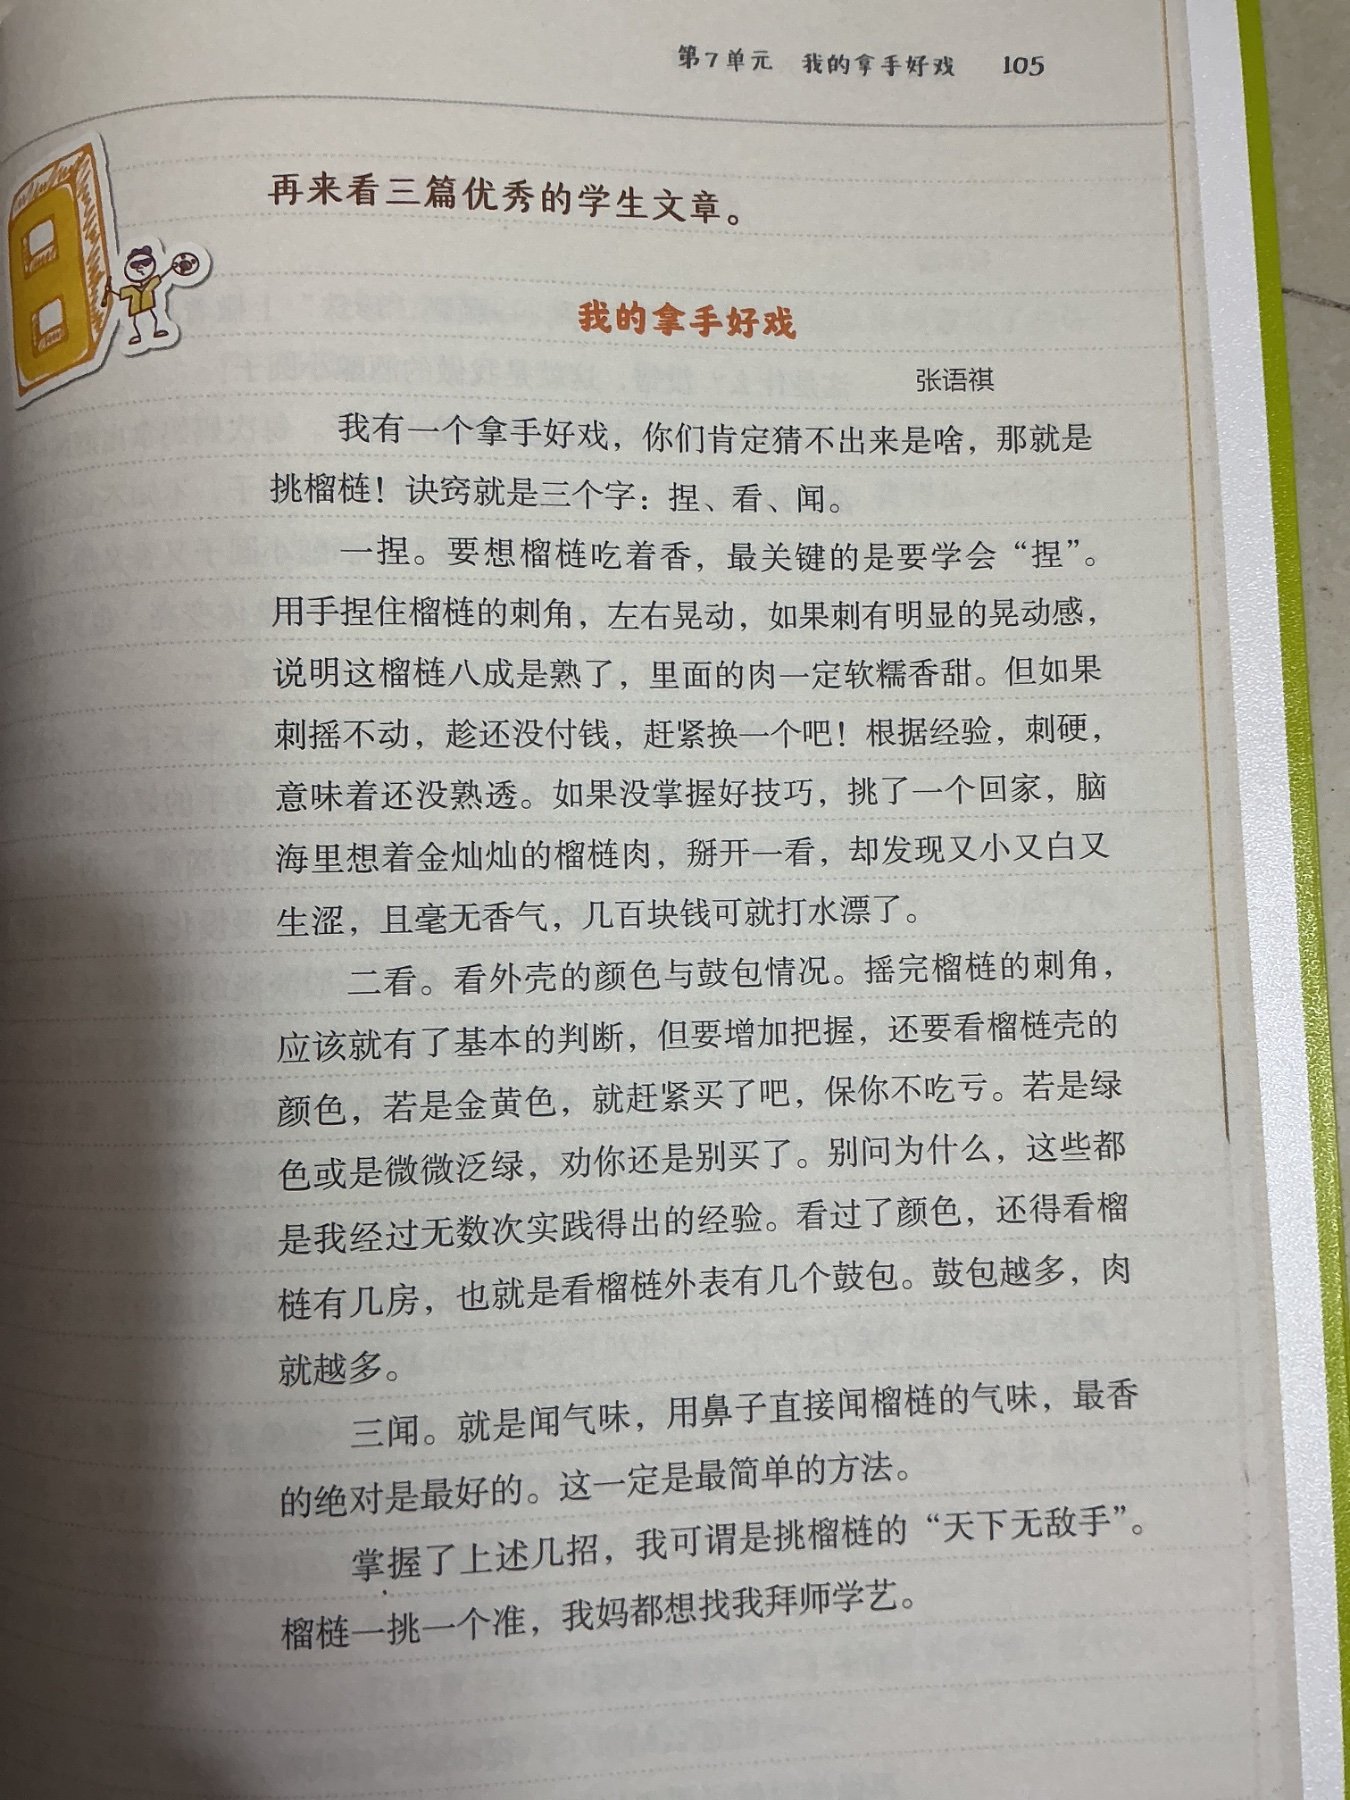 第7单元 我的拿手好戏 105
再来看三篇优秀的学生文章。
我的拿手好戏
张语祺
我有一个拿手好戏，你们肯定猜不出来是啥，那就是
挑榴梿！诀窍就是三个字：捏、看、闻。
一捏。要想榴梿吃着香，最关键的是要学会“捏”。
用手捏住榴梿的刺角，左右晃动，如果刺有明显的晃动感，
说明这榴梿八成是熟了，里面的肉一定软糯香甜。但如果
刺摇不动，趁还没付钱，赶紧换一个吧！根据经验，刺硬，
意味着还没熟透。如果没掌握好技巧，挑了一个回家，脑
海里想着金灿灿的榴梿肉，掰开一看，却发现又小又白又
生涩，且毫无香气，几百块钱可就打水漂了。
二看。看外壳的颜色与鼓包情况。摇完榴梿的刺角，
应该就有了基本的判断，但要增加把握，还要看榴梿壳的
颜色，若是金黄色，就赶紧买了吧，保你不吃亏。若是绿
色或是微微泛绿，劝你还是别买了。别问为什么，这些都
是我经过无数次实践得出的经验。看过了颜色，还得看榴
梿有几房，也就是看榴梿外表有几个鼓包。鼓包越多，肉
就越多。
三闻。就是闻气味，用鼻子直接闻榴梿的气味，最香
的绝对是最好的。这一定是最简单的方法。
掌握了上述几招，我可谓是挑榴梿的“天下无敌手”。
榴梿一挑一个准，我妈都想找我拜师学艺。